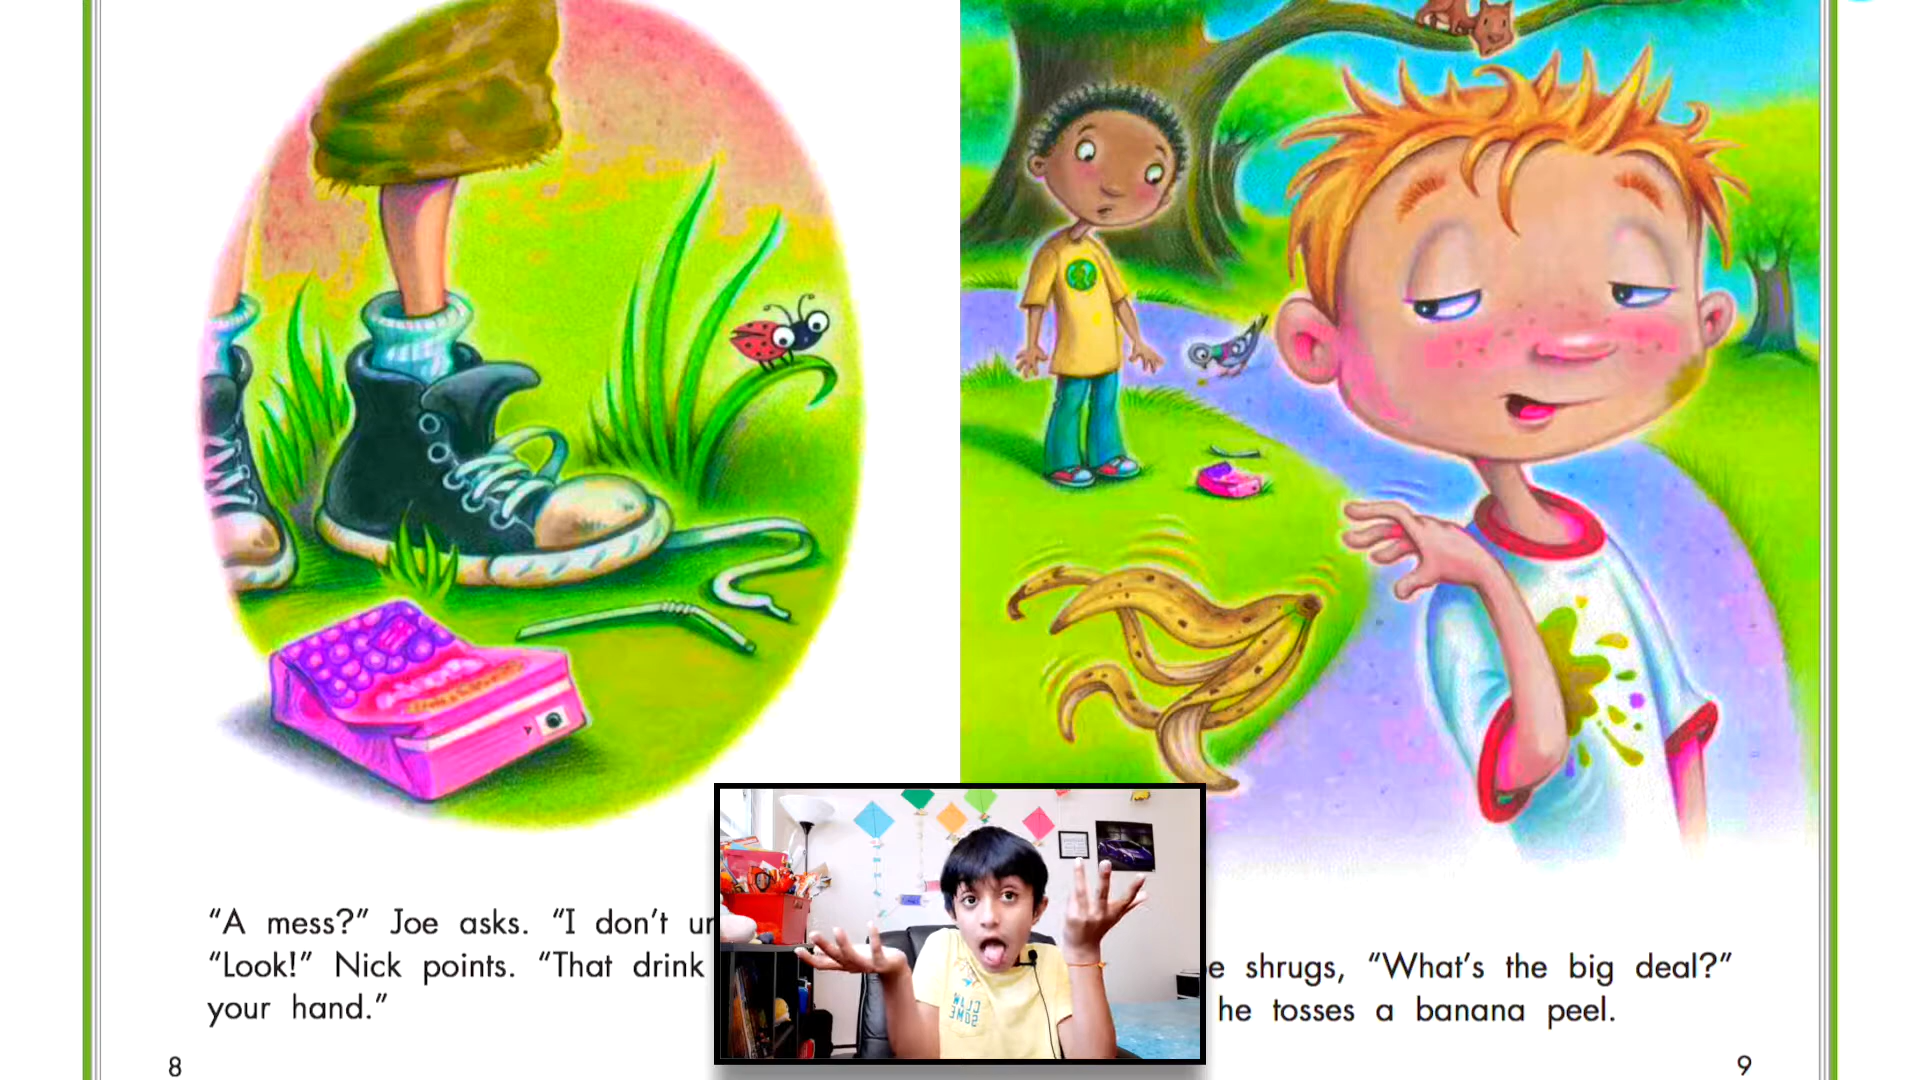 “A mess?” Joe asks. “I don’t
“Look!” Nick points. “That drink
your hand.”
8
shrugs, “What’s the big deal?”
he tosses a banana peel.
9